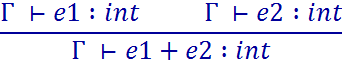 Γ ⊢ e1 : int Γ ⊢ e2 : int
Γ ⊢ e1 + e2 : int